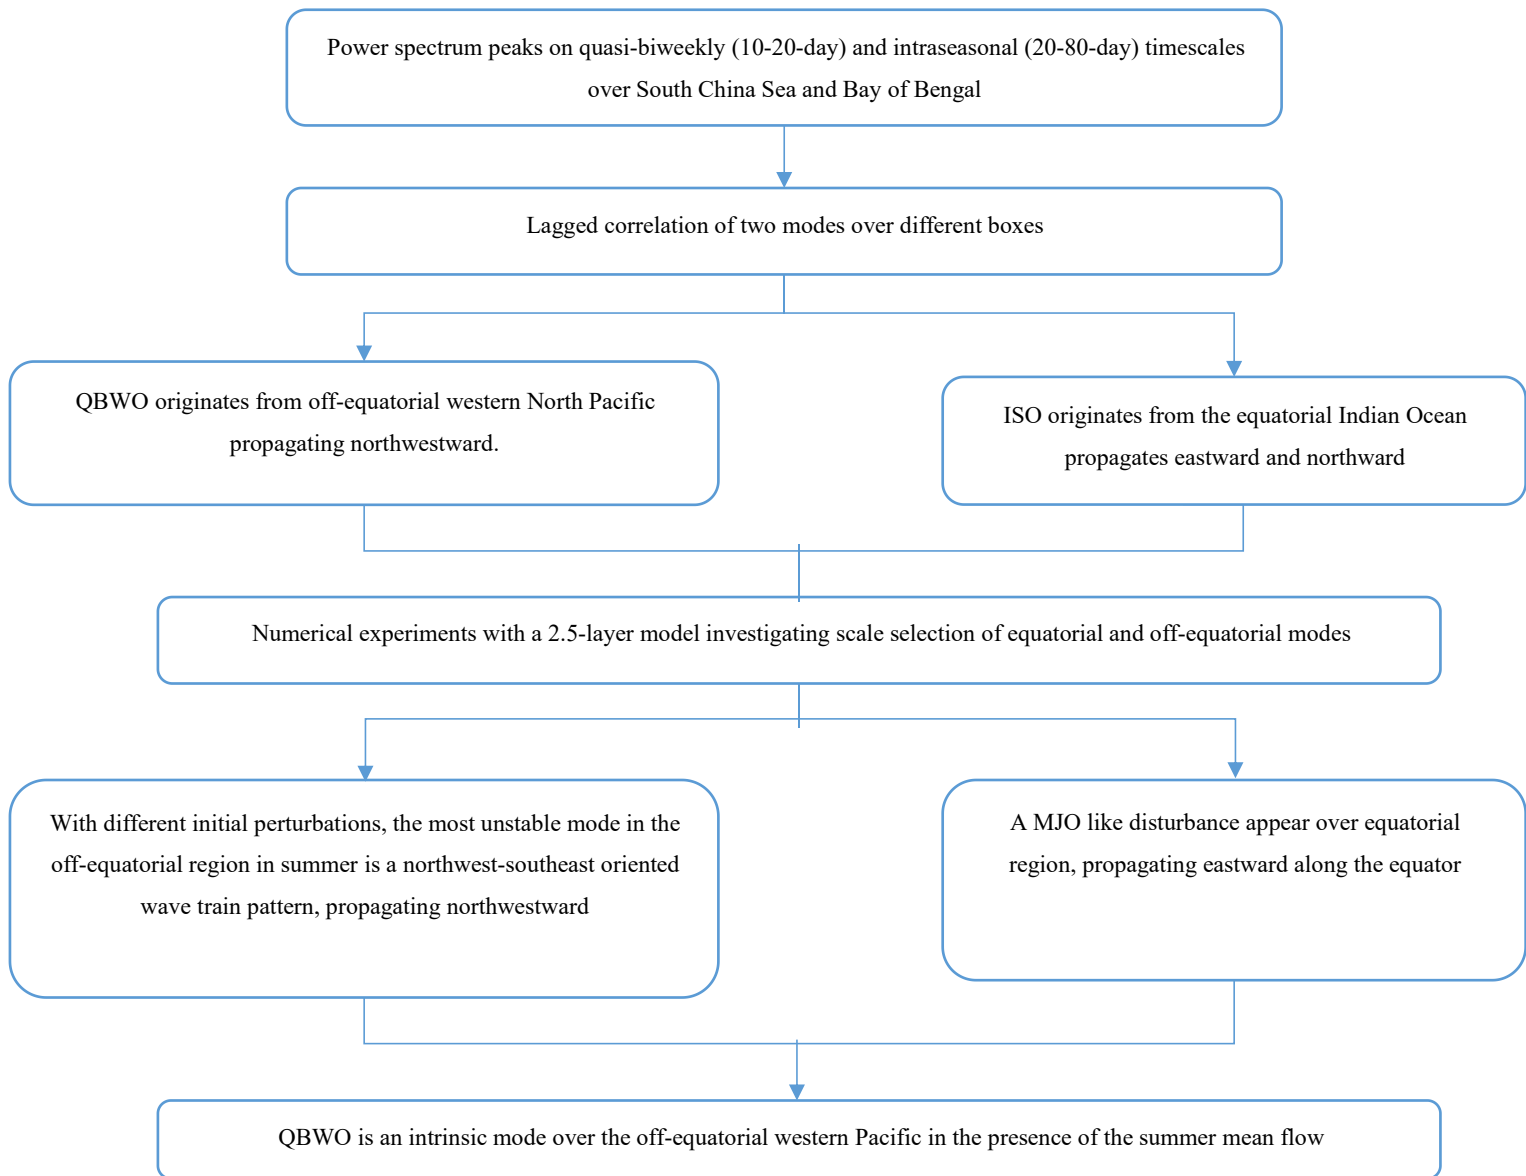 Power spectrum peaks on quasi-biweekly (10-20-day) and intraseasonal (20-80-day) timescales
over South China Sea and Bay of Bengal
Lagged correlation of two modes over different boxes
QBWO originates from off-equatorial western North Pacific
propagating northwestward.
ISO originates from the equatorial Indian Ocean
propagates eastward and northward
Numerical experiments with a 2.5-layer model investigating scale selection of equatorial and off-equatorial modes
With different initial perturbations, the most unstable mode in the
off-equatorial region in summer is a northwest-southeast oriented
wave train pattern, propagating northwestward
A MJO like disturbance appear over equatorial
region, propagating eastward along the equator
QBWO is an intrinsic mode over the off-equatorial western Pacific in the presence of the summer mean flow